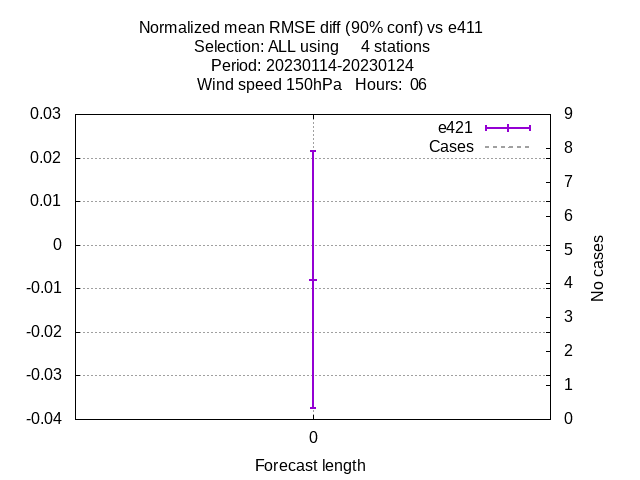 Normalized mean RMSE diff (90% conf) vs e411
Selection: ALL using     4 stations
Period: 20230114-20230124
Wind speed 150hPa   Hours:  06
0.03
0.02
0.01
0
-0.01
-0.02
-0.03
-0.04
e421
Cases
9
8
7
6
5
4
3
2
1
0
No cases
0
Forecast length